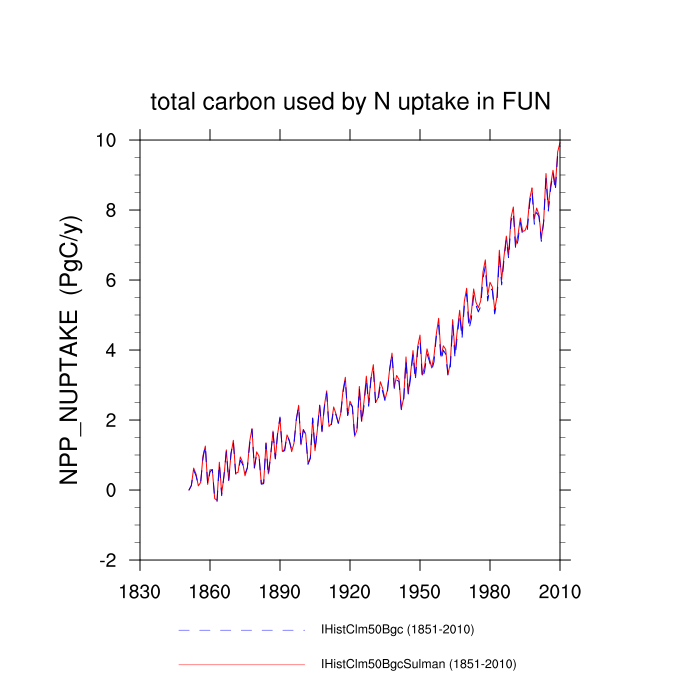 total carbon used by N uptake in FUN
NPP_NUPTAKE (PgC/y)
10
8
6
4
2
0
-2
1830 1860 1890 1920 1950 1980 2010
IHistClm50Bgc (1851-2010)
IHistClm50BgcSulman (1851-2010)